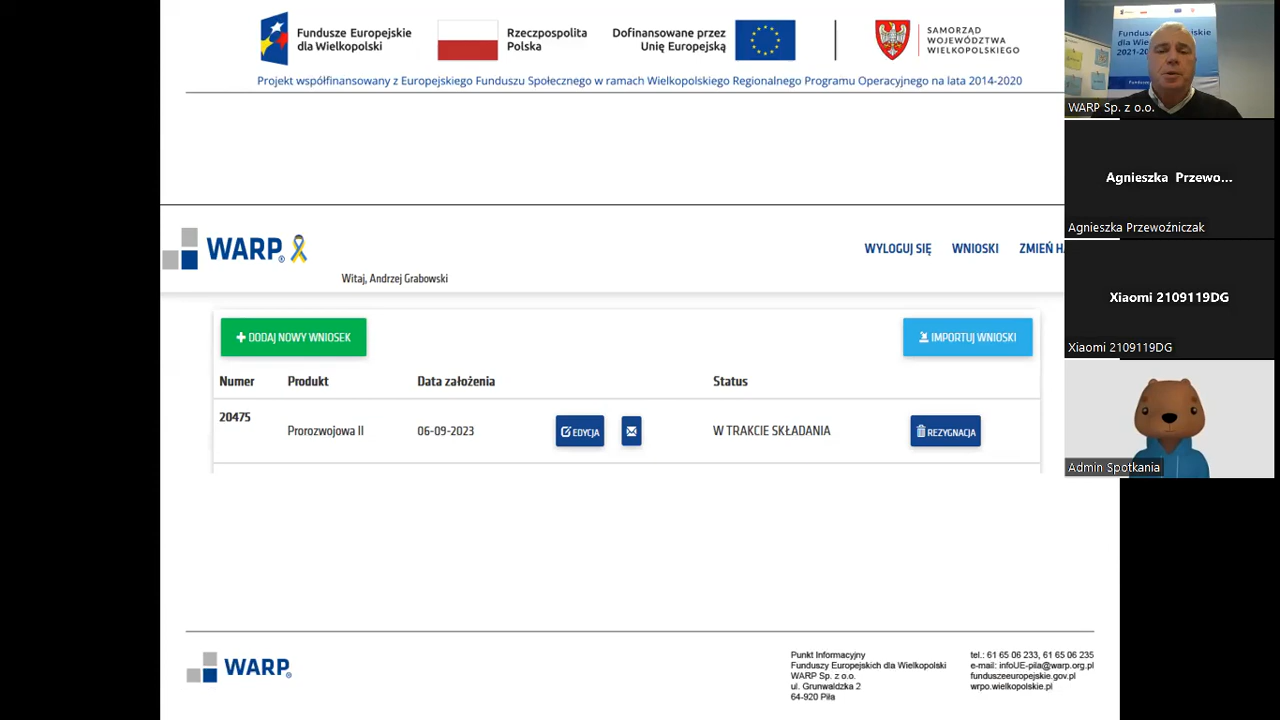 Fundusze Europejskie
dla Wielkopolski
Rzeczpospolita
Polska
Dofinansowane przez
Unię Europejską
SAMORZĄD
WOJEWÓDZTWA
WIELKOPOLSKIEGO
Projekt współfinansowany z Europejskiego Funduszu Społecznego w ramach Wielkopolskiego Regionalnego Programu Operacyjnego na lata 2014-2020
WARP®
Witaj, Andrzej Grabowski
WYLOGUJ SIĘ WNIOSKI ZMIEŃ
DODAJ NOWY WNIOSEK
IMPORTUJ WNIOSKI
Numer Produkt Data założenia Status
20475
Prorozwojowa II 06-09-2023 EDYCJA W TRAKCIE SKŁADANIA REZYGNACJA
WARP®
Punkt Informacyjny
Funduszy Europejskich dla Wielkopolski
WARP Sp. z o.o.
ul. Grunwaldzka 2
64-920 Piła
tel.: 61 65 06 233, 61 65 06 235
e-mail: infoUE-pila@warp.org.pl
funduszeeuropejskie.gov.pl
wrpo.wielkopolskie.pl
WARP Sp. z o.o.
Agnieszka Przewo...
Agnieszka Przewoźniczak
Xiaomi 2109119DG
Xiaomi 2109119DG
Admin Spotkania